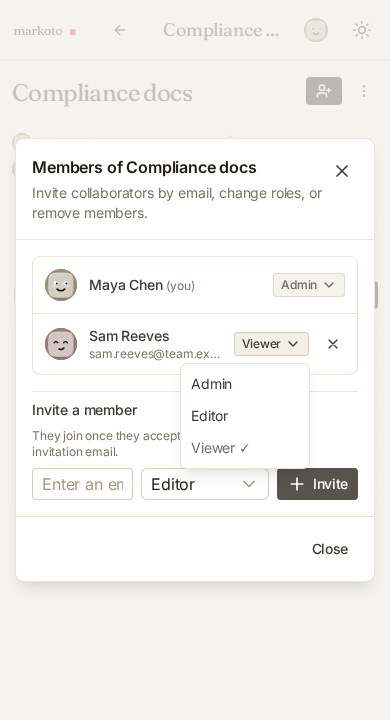 markoto
Compliance ...
Compliance docs
Members of Compliance docs
Invite collaborators by email, change roles, or
remove members.
Maya Chen (you)
Admin
Sam Reeves
sam.reeves@team.ex...
Viewer
Admin
Editor
Viewer ✓
Invite a member
They join once they accept
invitation email.
Enter an en
Editor
Invite
Close